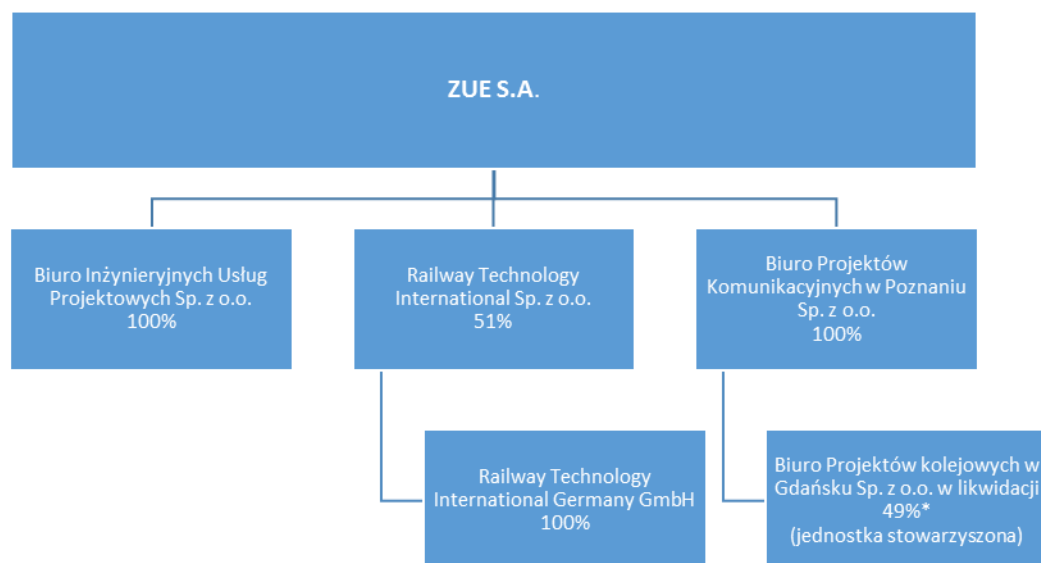 ZUE S.A.
Biuro Inżynieryjnych Usług
Projektowych Sp. z o.o.
100%
Railway Technology
International Sp. z o.o.
51%
Biuro Projektów
Komunikacyjnych w Poznaniu
Sp. z o.o.
100%
Railway Technology
International Germany GmbH
100%
Biuro Projektów kolejowych w
Gdańsku Sp. z o.o. w likwidacji
49%*
(jednostka stowarzyszona)